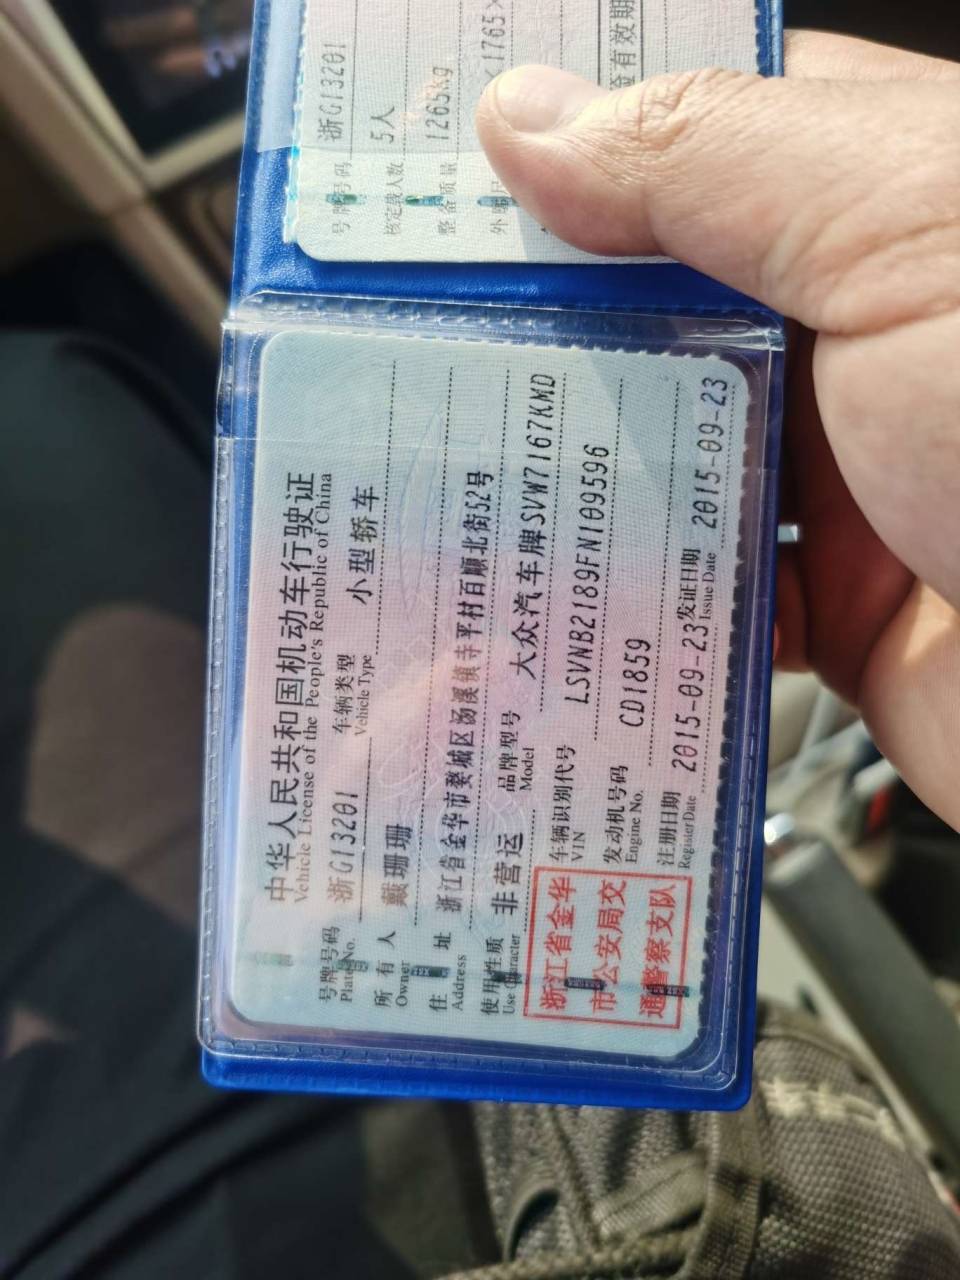 中华人民共和国机动车行驶证
Vehicle License of the People's Republic of China
号牌号码 浙G13201 车辆类型 小型轿车
Plate No. Vehicle Type
所有人 戴珊珊
Owner
住址 浙江省金华市婺城区汤溪镇寺平村百顺北街52号
Address
使用性质 非营运 品牌型号 大众汽车牌SVW7167KMD
Use Character Model
浙江省金华
市公安局交
通警察支队
车辆识别代号 LSVNB2189FN109596
VIN
发动机号码 CD1859
Engine No.
注册日期 2015-09-23 发证日期 2015-09-23
Register Date Issue Date
号牌号码 浙G13201
核定载人数 5人
整备质量 1265kg
外廓尺 ×1765×
检有效期